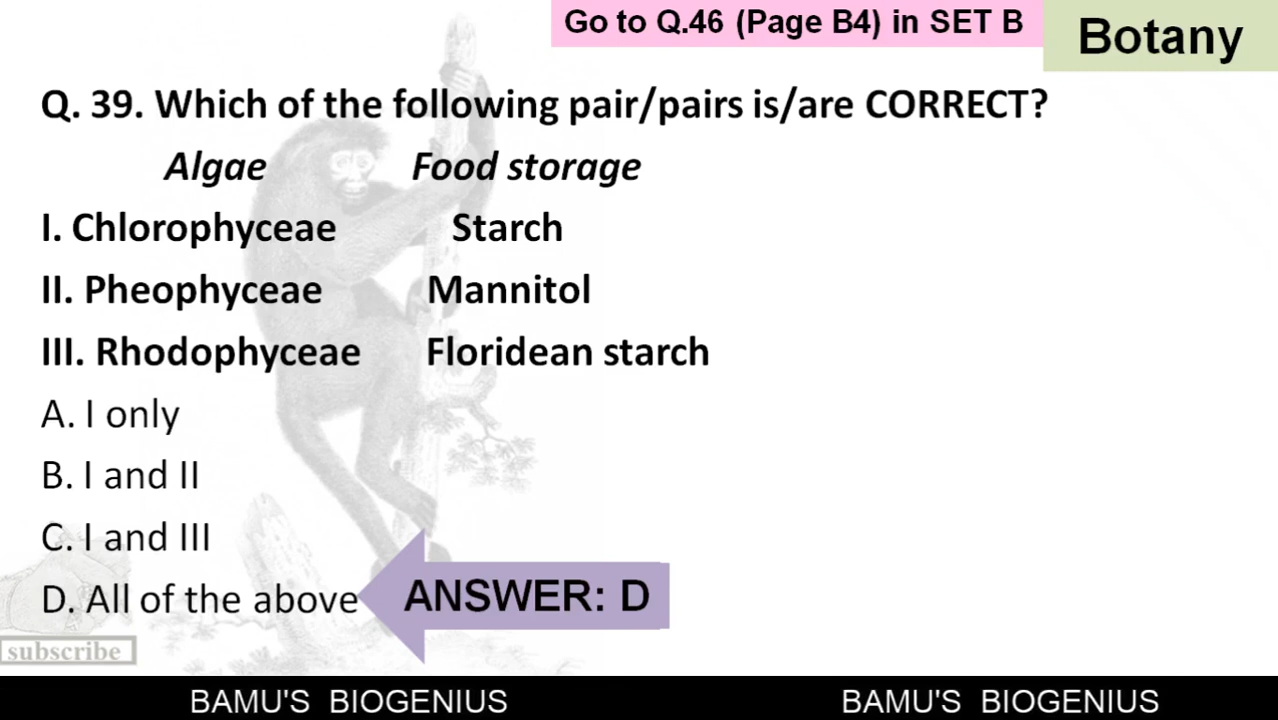 Go to Q.46 (Page B4) in SET B
Botany
Q. 39. Which of the following pair/pairs is/are CORRECT?
Algae Food storage
I. Chlorophyceae Starch
II. Pheophyceae Mannitol
III. Rhodophyceae Floridean starch
A. I only
B. I and II
C. I and III
D. All of the above
ANSWER: D
subscribe
BAMU'S BIOGENIUS BAMU'S BIOGENIUS